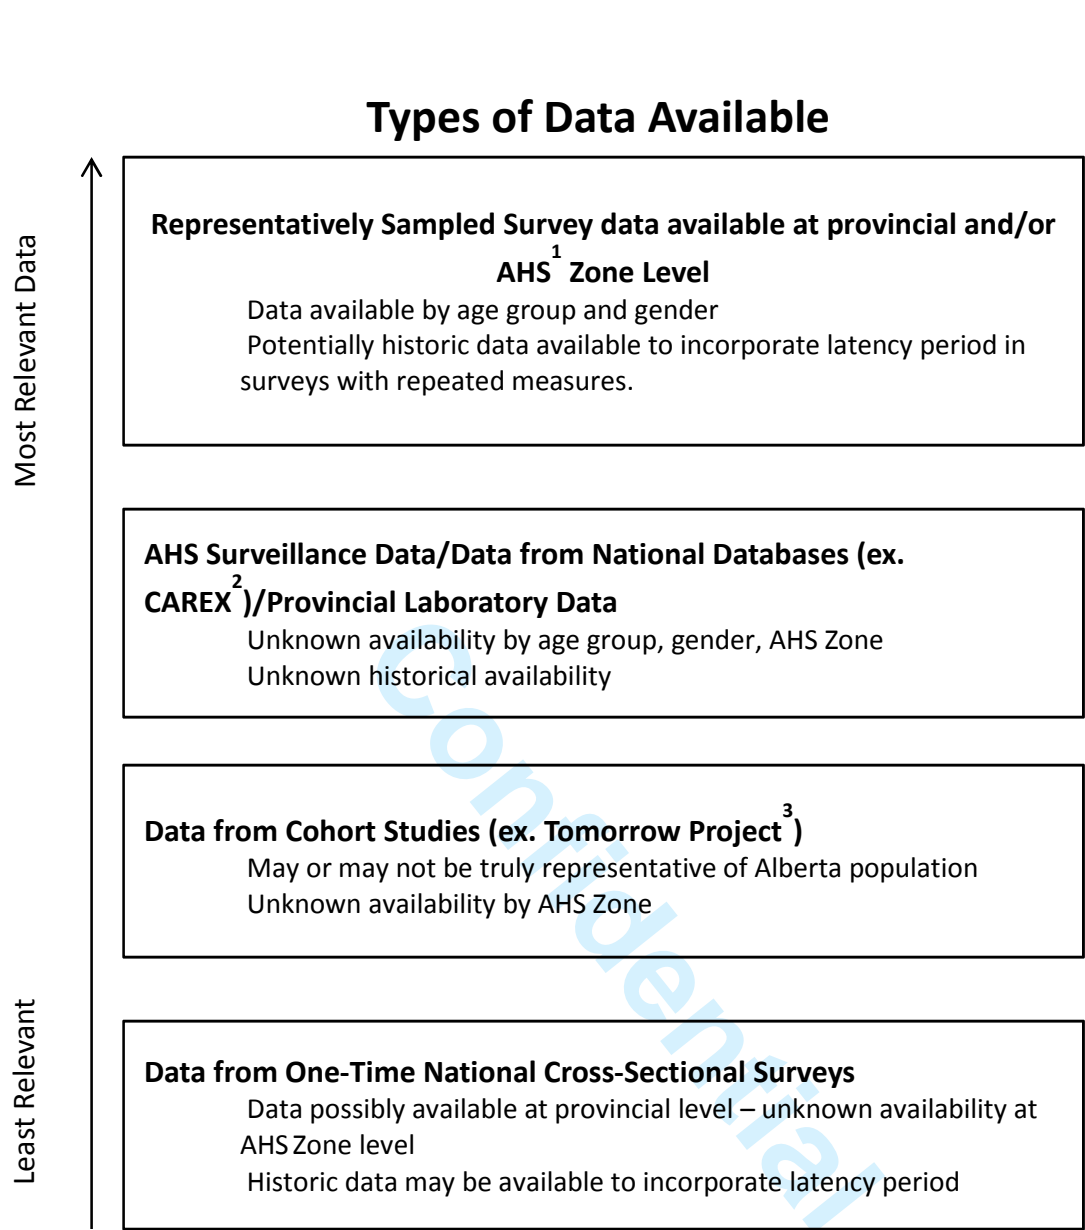 Types of Data Available
Most Relevant Data
Representatively Sampled Survey data available at provincial and/or
AHS1 Zone Level
Data available by age group and gender
Potentially historic data available to incorporate latency period in
surveys with repeated measures.
AHS Surveillance Data/Data from National Databases (ex.
CAREX2)/Provincial Laboratory Data
Unknown availability by age group, gender, AHS Zone
Unknown historical availability
Data from Cohort Studies (ex. Tomorrow Project3)
May or may not be truly representative of Alberta population
Unknown availability by AHS Zone
Least Relevant
Data from One-Time National Cross-Sectional Surveys
Data possibly available at provincial level – unknown availability at
AHS Zone level
Historic data may be available to incorporate latency period
Confidential